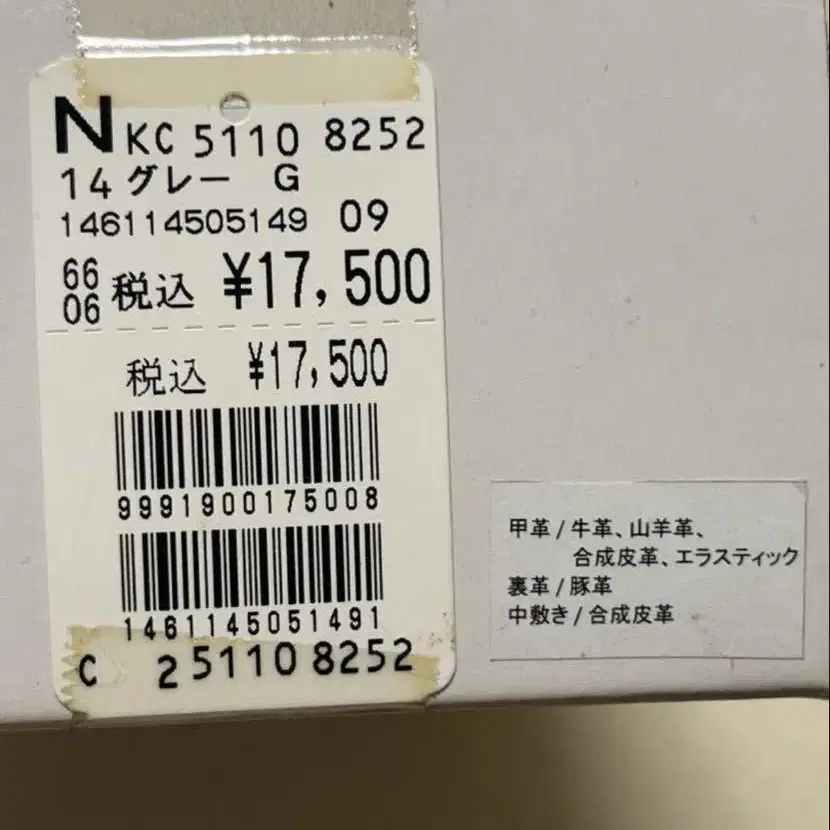 N KC 5110 8252
14 グレー G
146114505149 09
66
06 税込 ¥17,500
税込 ¥17,500
9991900175008
1461145051491
C 2 5110 8252
甲革 / 牛革、山羊革、
合成皮革、エラスティック
裏革 / 豚革
中敷き / 合成皮革